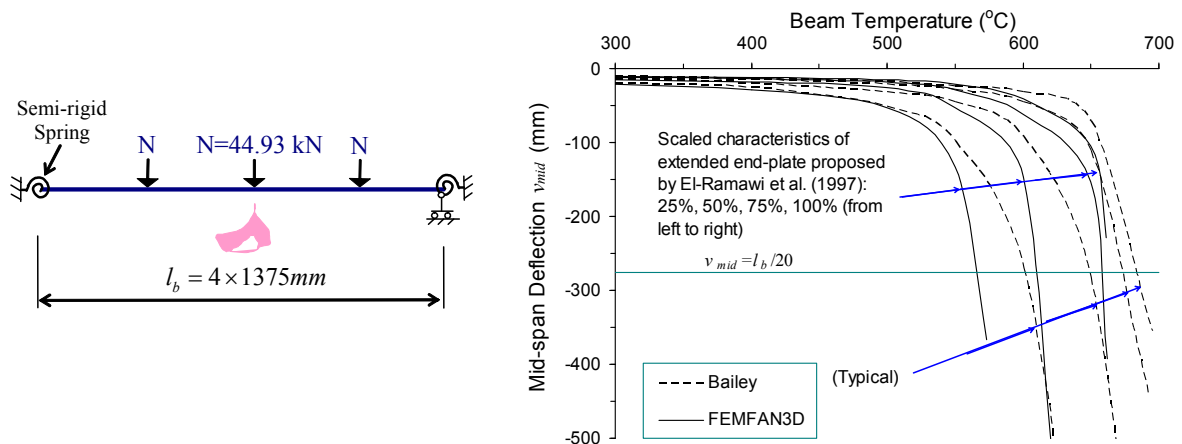 Semi-rigid
Spring
N
N=44.93 kN
N
l_b = 4 × 1375mm
Beam Temperature (°C)
300
400
500
600
700
Mid-span Deflection v_mid (mm)
0
-100
-200
-300
-400
-500
Scaled characteristics of
extended end-plate proposed
by El-Ramawi et al. (1997):
25%, 50%, 75%, 100% (from
left to right)
v_mid = l_b/20
(Typical)
Bailey
FEMFAN3D